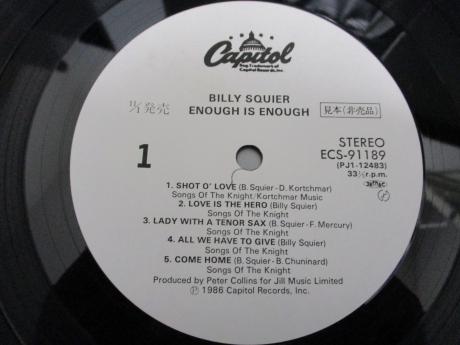 Capitol
Reg. Trademark of
Capitol Records, Inc.
BILLY SQUIER
ENOUGH IS ENOUGH
11/1 発売
見本(非売品)
1
STEREO
ECS-91189
(PJ1-12483)
33⅓ r.p.m.
1. SHOT O' LOVE (B. Squier-D. Kortchmar)
Songs Of The Knight/Kortchmar Music
2. LOVE IS THE HERO (Billy Squier)
Songs Of The Knight
3. LADY WITH A TENOR SAX (B. Squier-F. Mercury)
Songs Of The Knight
4. ALL WE HAVE TO GIVE (Billy Squier)
Songs Of The Knight
5. COME HOME (B. Squier-B. Chuninard)
Songs Of The Knight
Produced by Peter Collins for Jill Music Limited
℗ 1986 Capitol Records, Inc.